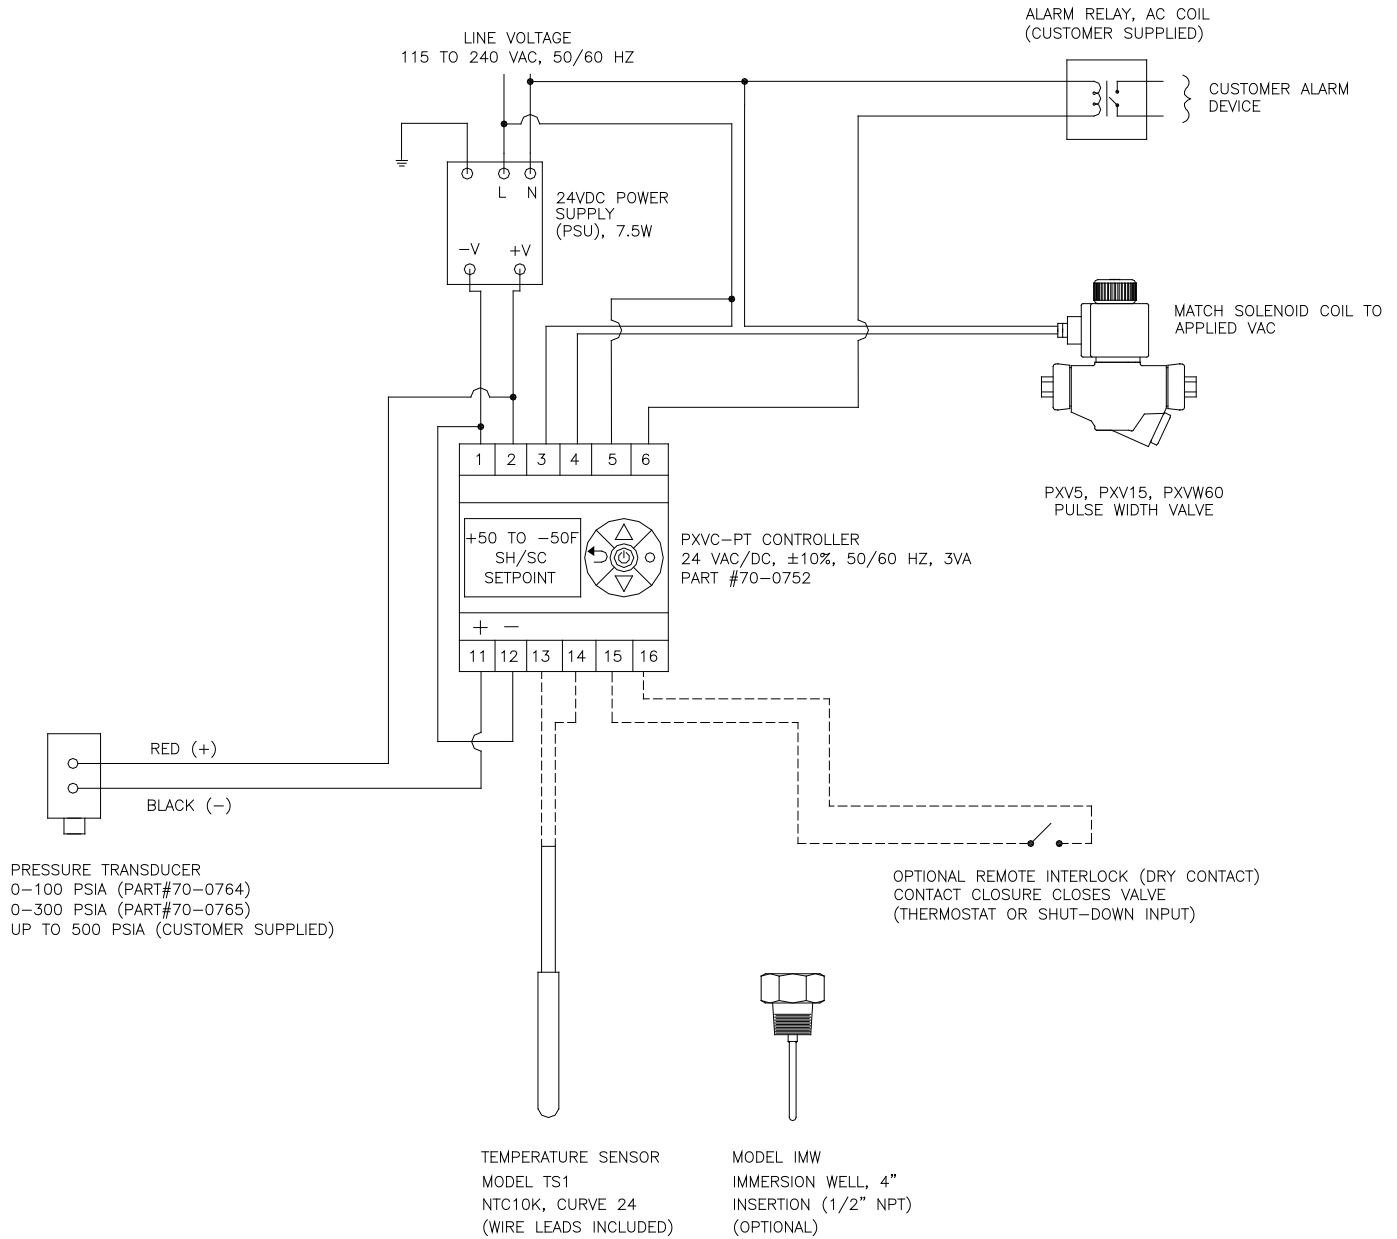 ALARM RELAY, AC COIL
(CUSTOMER SUPPLIED)
LINE VOLTAGE
115 TO 240 VAC, 50/60 HZ
CUSTOMER ALARM
DEVICE
L N
24VDC POWER
SUPPLY
(PSU), 7.5W
−V +V
MATCH SOLENOID COIL TO
APPLIED VAC
1 2 3 4 5 6
PXV5, PXV15, PXVW60
PULSE WIDTH VALVE
+50 TO −50F
SH/SC
SETPOINT
PXVC−PT CONTROLLER
24 VAC/DC, ±10%, 50/60 HZ, 3VA
PART #70−0752
+ −
11 12 13 14 15 16
RED (+)
BLACK (−)
PRESSURE TRANSDUCER
0−100 PSIA (PART#70−0764)
0−300 PSIA (PART#70−0765)
UP TO 500 PSIA (CUSTOMER SUPPLIED)
OPTIONAL REMOTE INTERLOCK (DRY CONTACT)
CONTACT CLOSURE CLOSES VALVE
(THERMOSTAT OR SHUT−DOWN INPUT)
TEMPERATURE SENSOR
MODEL TS1
NTC10K, CURVE 24
(WIRE LEADS INCLUDED)
MODEL IMW
IMMERSION WELL, 4”
INSERTION (1/2” NPT)
(OPTIONAL)